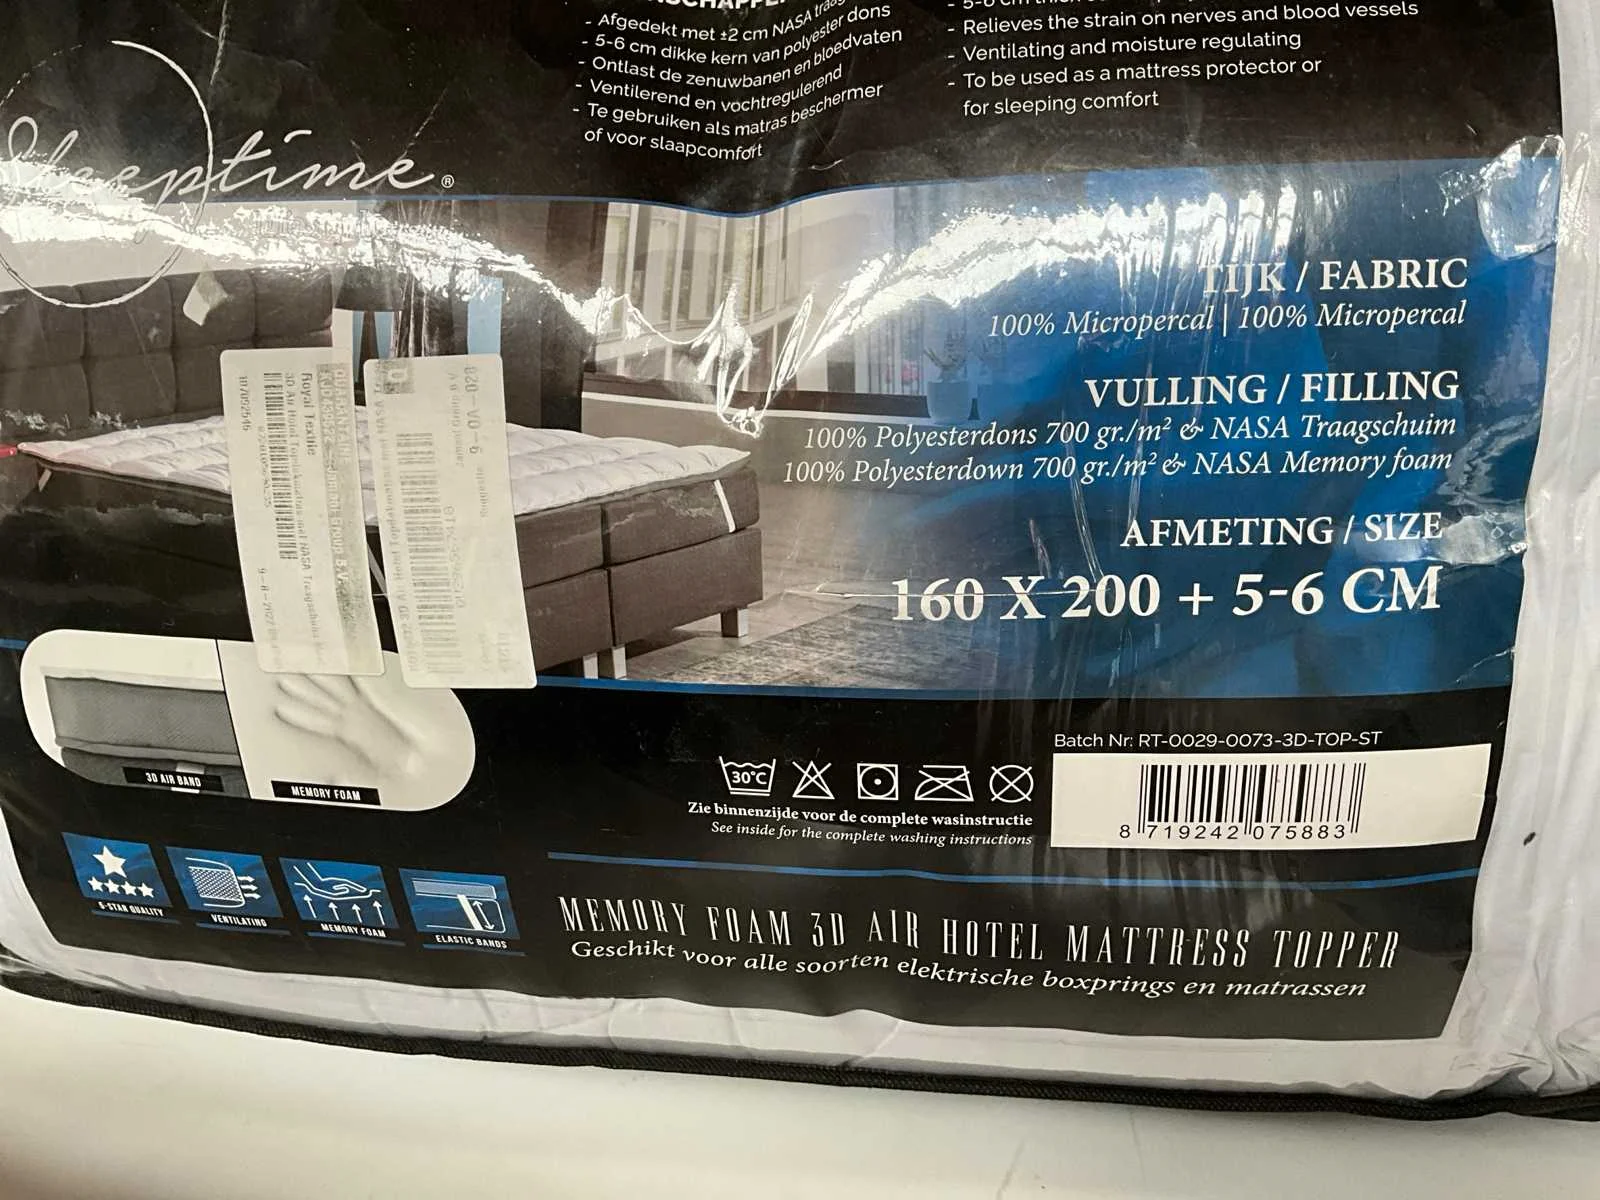 - Afgedekt met ±2 cm NASA
- 5-6 cm dikke kern van polyester dons
- Ontlast de zenuwbanen en bloedvaten
- Ventilerend en vochtregulerend
- Te gebruiken als matras beschermer
of voor slaapcomfort
- Relieves the strain on nerves and blood vessels
- Ventilating and moisture regulating
- To be used as a mattress protector or
for sleeping comfort
Sleeptime®
TIJK / FABRIC
100% Micropercal | 100% Micropercal
VULLING / FILLING
100% Polyesterdons 700 gr./m² & NASA Traagschuim
100% Polyesterdown 700 gr./m² & NASA Memory foam
AFMETING / SIZE
160 X 200 + 5-6 CM
Royal Textile
820-VD-6
3D AIR BAND
MEMORY FOAM
Batch Nr: RT-0029-0073-3D-TOP-ST
30°C
Zie binnenzijde voor de complete wasinstructie
See inside for the complete washing instructions
8 719242 075883
5-STAR QUALITY
VENTILATING
MEMORY FOAM
ELASTIC BANDS
MEMORY FOAM 3D AIR HOTEL MATTRESS TOPPER
Geschikt voor alle soorten elektrische boxprings en matrassen